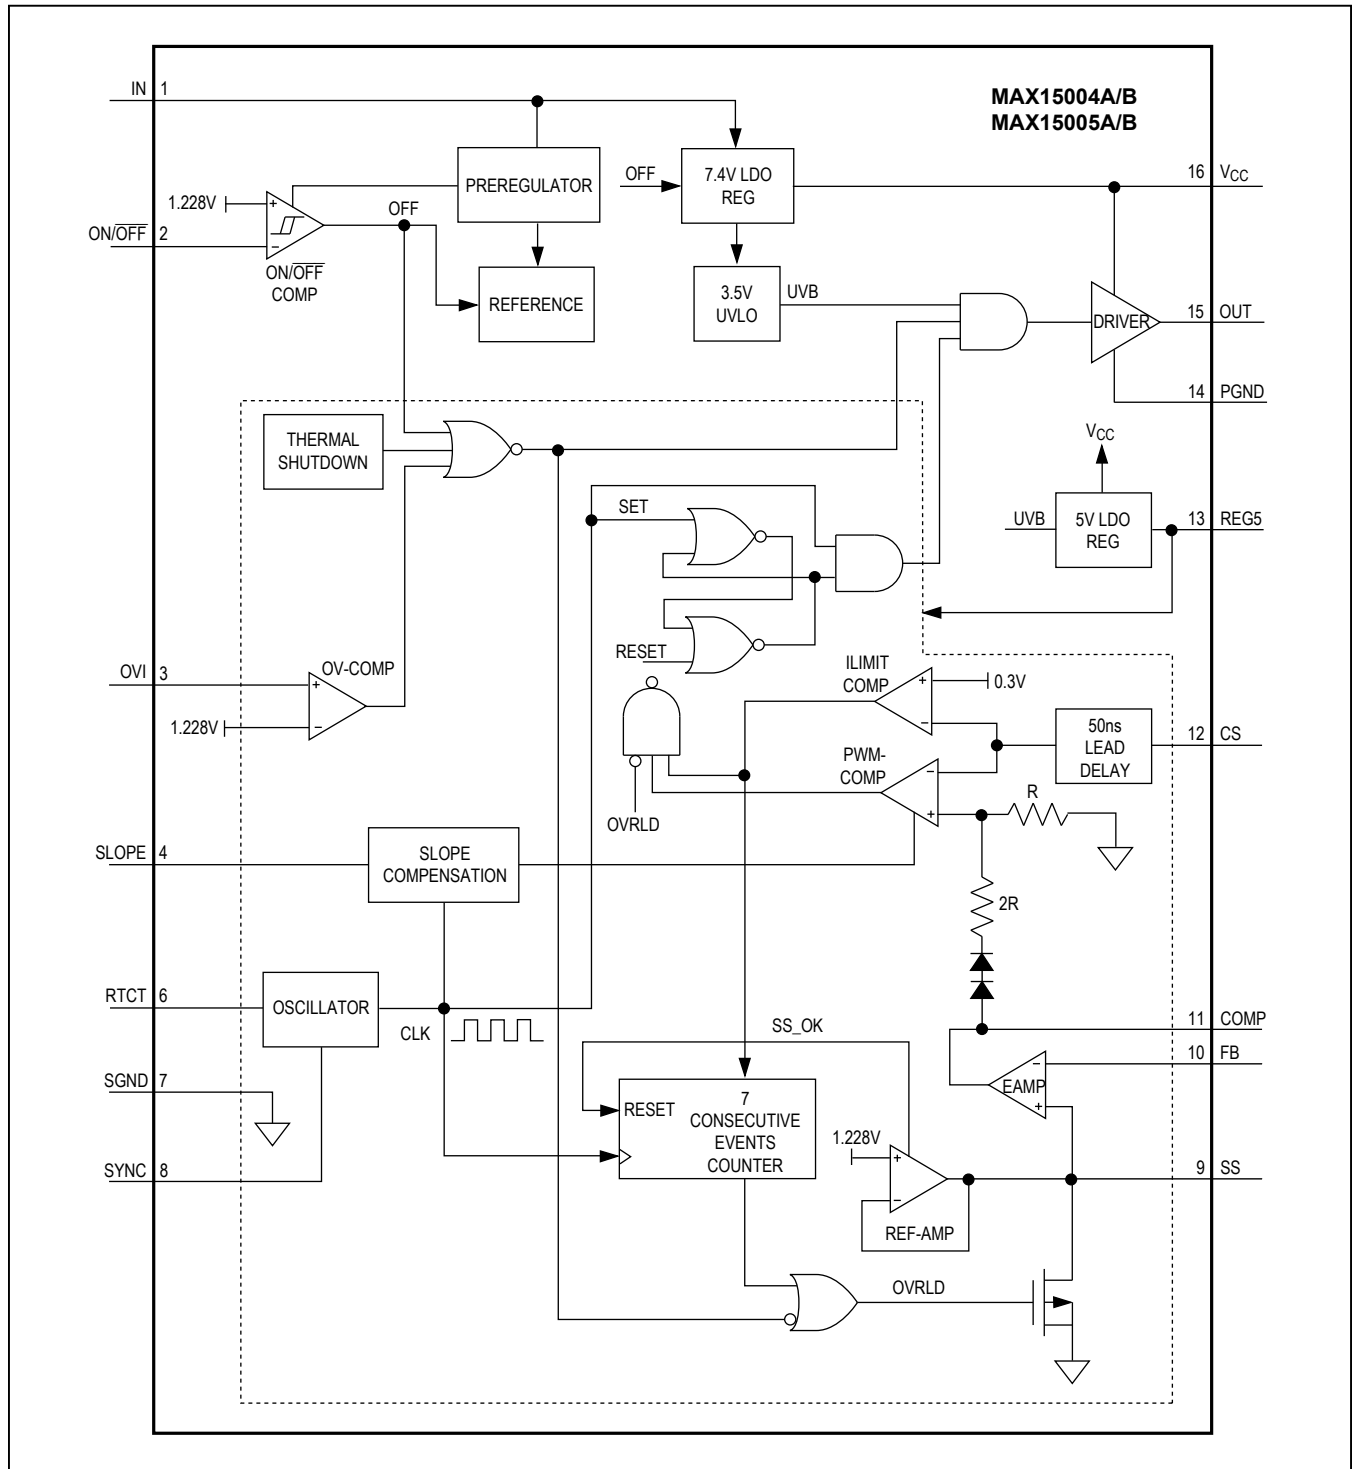 MAX15004A/B
MAX15005A/B
IN 1
PREREGULATOR
OFF
7.4V LDO
REG
16 VCC
1.228V
+
−
OFF
ON/OFF 2
ON/OFF
COMP
REFERENCE
3.5V
UVLO
UVB
DRIVER
15 OUT
14 PGND
THERMAL
SHUTDOWN
VCC
SET
UVB
5V LDO
REG
13 REG5
RESET
OVI 3
OV-COMP
+
−
1.228V
ILIMIT
COMP
+
−
0.3V
50ns
LEAD
DELAY
12 CS
PWM-
COMP
−
+
R
OVRLD
SLOPE 4
SLOPE
COMPENSATION
2R
RTCT 6
OSCILLATOR
CLK
SS_OK
11 COMP
10 FB
EAMP
−
+
SGND 7
RESET
7
CONSECUTIVE
EVENTS
COUNTER
1.228V
+
−
REF-AMP
SYNC 8
9 SS
OVRLD